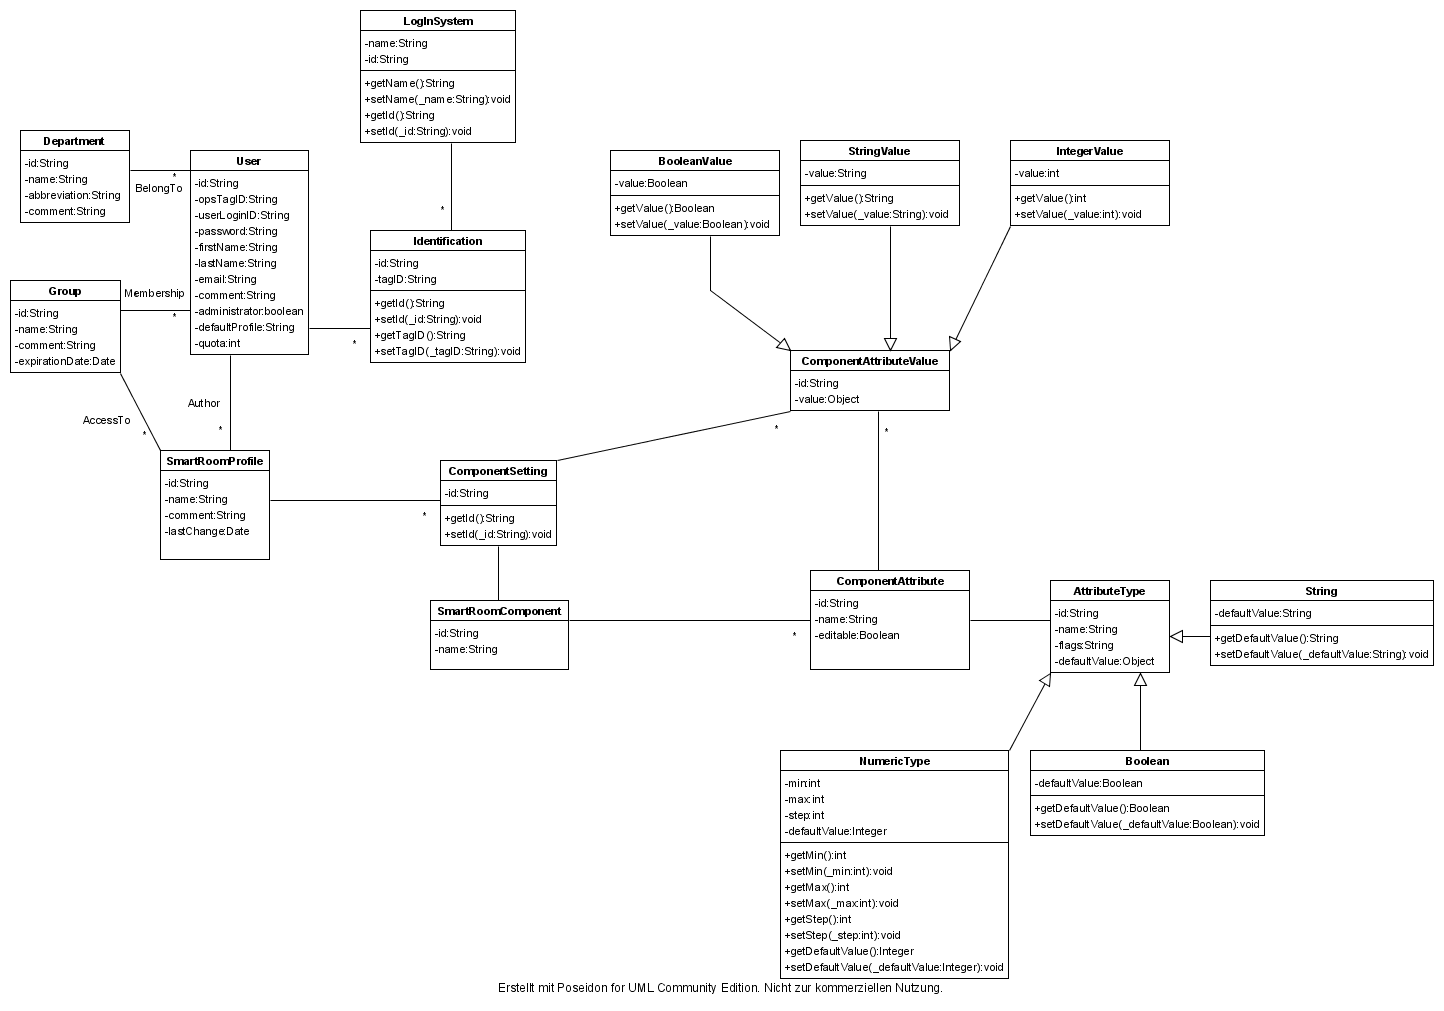 LogInSystem
-name:String
-id:String
+getName():String
+setName(_name:String):void
+getId():String
+setId(_id:String):void
*
Department
-id:String
-name:String
-abbreviation:String
-comment:String
*
BelongTo
User
-id:String
-opsTagID:String
-userLoginID:String
-password:String
-firstName:String
-lastName:String
-email:String
-comment:String
-administrator:boolean
-defaultProfile:String
-quota:int
Identification
-id:String
-tagID:String
+getId():String
+setId(_id:String):void
+getTagID():String
+setTagID(_tagID:String):void
*
BooleanValue
-value:Boolean
+getValue():Boolean
+setValue(_value:Boolean):void
StringValue
-value:String
+getValue():String
+setValue(_value:String):void
IntegerValue
-value:int
+getValue():int
+setValue(_value:int):void
Group
-id:String
-name:String
-comment:String
-expirationDate:Date
Membership
*
*
AccessTo
*
Author
*
ComponentAttributeValue
-id:String
-value:Object
*
*
SmartRoomProfile
-id:String
-name:String
-comment:String
-lastChange:Date
*
ComponentSetting
-id:String
+getId():String
+setId(_id:String):void
SmartRoomComponent
-id:String
-name:String
*
ComponentAttribute
-id:String
-name:String
-editable:Boolean
AttributeType
-id:String
-name:String
-flags:String
-defaultValue:Object
String
-defaultValue:String
+getDefaultValue():String
+setDefaultValue(_defaultValue:String):void
NumericType
-min:int
-max:int
-step:int
-defaultValue:Integer
+getMin():int
+setMin(_min:int):void
+getMax():int
+setMax(_max:int):void
+getStep():int
+setStep(_step:int):void
+getDefaultValue():Integer
+setDefaultValue(_defaultValue:Integer):void
Boolean
-defaultValue:Boolean
+getDefaultValue():Boolean
+setDefaultValue(_defaultValue:Boolean):void
Erstellt mit Poseidon for UML Community Edition. Nicht zur kommerziellen Nutzung.